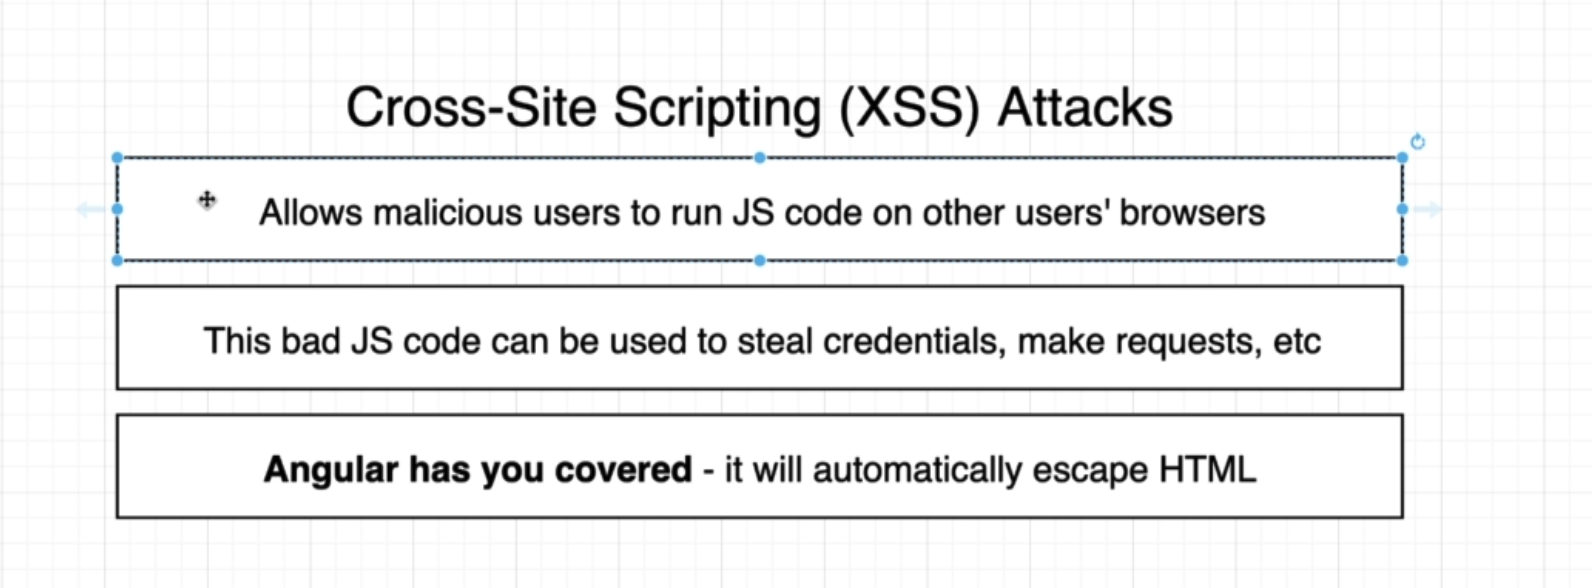 Cross-Site Scripting (XSS) Attacks
Allows malicious users to run JS code on other users' browsers
This bad JS code can be used to steal credentials, make requests, etc
Angular has you covered - it will automatically escape HTML